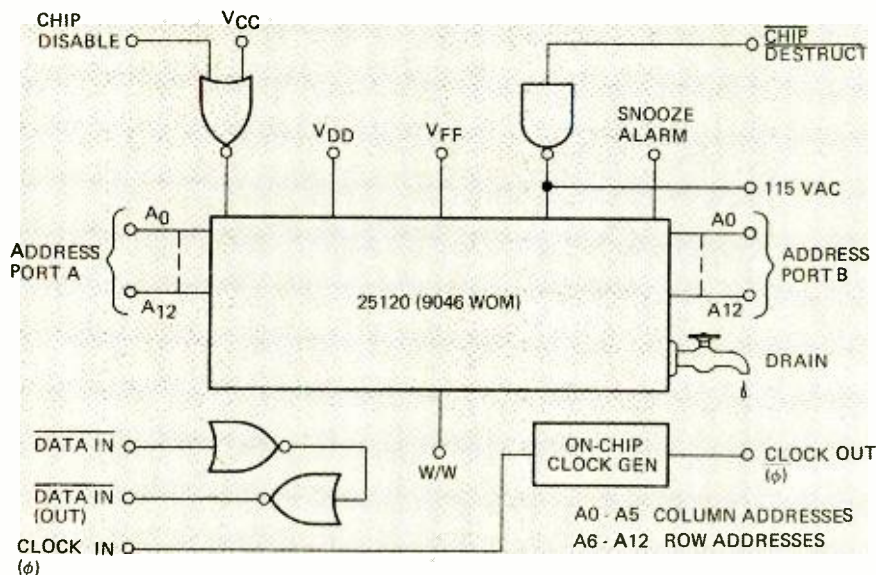 CHIP
DISABLE
VCC
CHIP
DESTRUCT
SNOOZE
ALARM
VDD
VFF
115 VAC
A0
A0
ADDRESS
PORT A
ADDRESS
PORT B
A12
A12
25120 (9046 WOM)
DRAIN
DATA IN
W/W
ON-CHIP
CLOCK GEN
CLOCK OUT
(ϕ)
DATA IN
(OUT)
A0 - A5 COLUMN ADDRESSES
A6 - A12 ROW ADDRESSES
CLOCK IN
(ϕ)